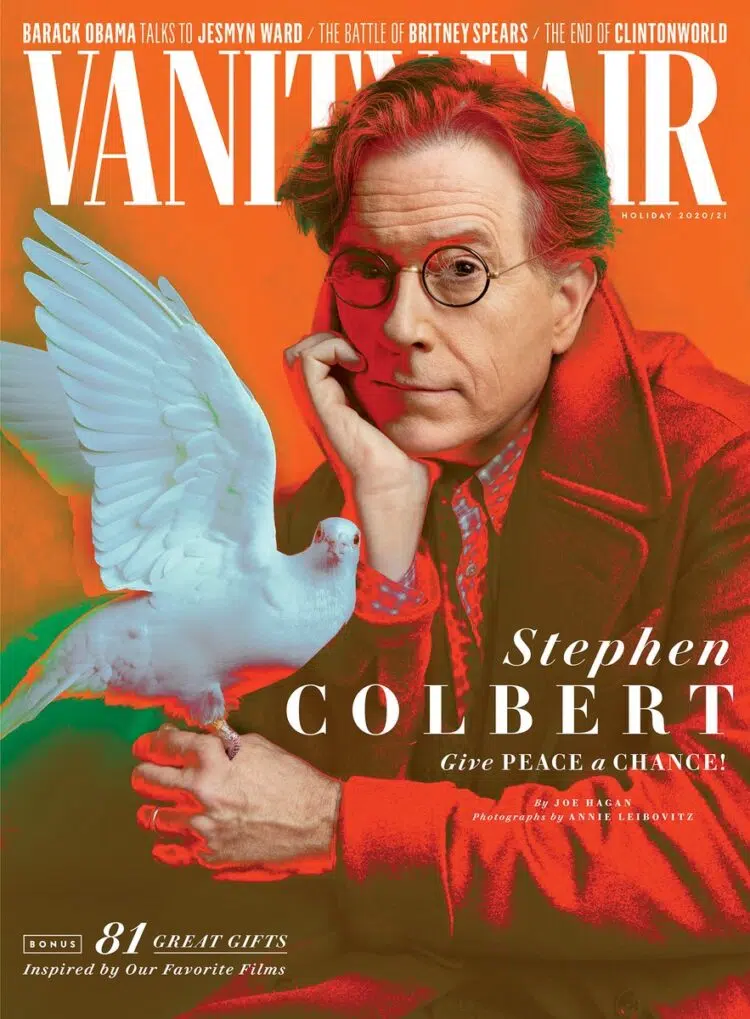 BARACK OBAMA TALKS TO JESMYN WARD / THE BATTLE OF BRITNEY SPEARS / THE END OF CLINTONWORLD
VANITY FAIR
HOLIDAY 2020/21
Stephen
COLBERT
Give PEACE a CHANCE!
By JOE HAGAN
Photographs by ANNIE LEIBOVITZ
BONUS 81 GREAT GIFTS
Inspired by Our Favorite Films